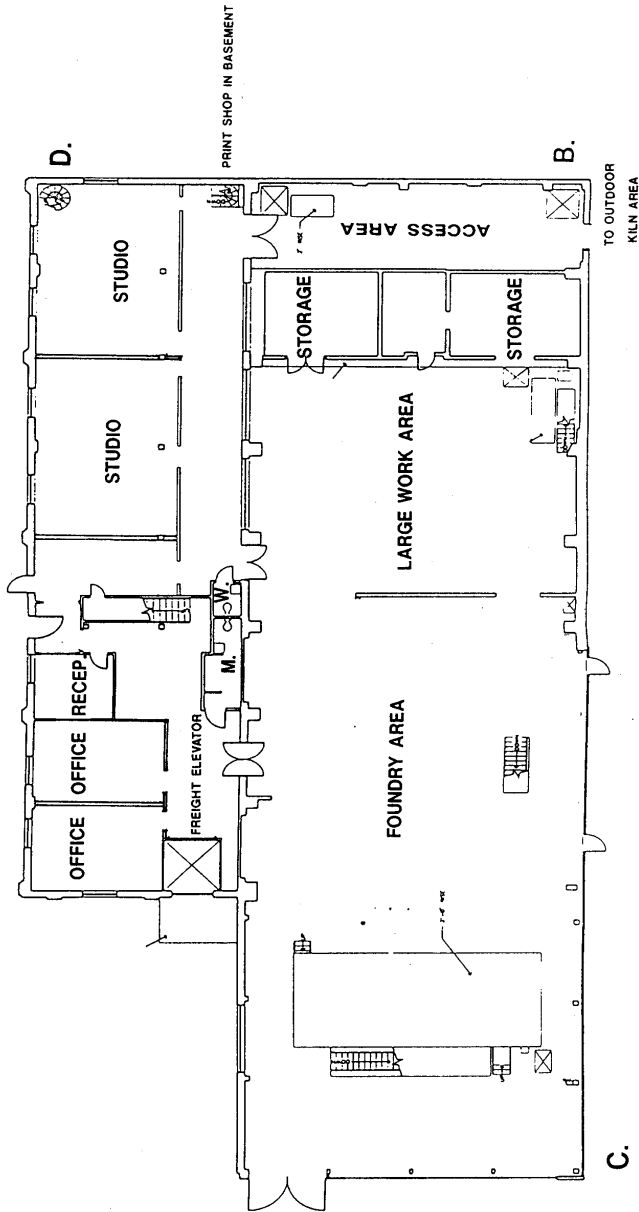 D.
PRINT SHOP IN BASEMENT
STUDIO
STUDIO
RECEP.
OFFICE
OFFICE
FREIGHT ELEVATOR
W.
M.
ACCESS AREA
B.
TO OUTDOOR
KILN AREA
STORAGE
STORAGE
LARGE WORK AREA
FOUNDRY AREA
C.